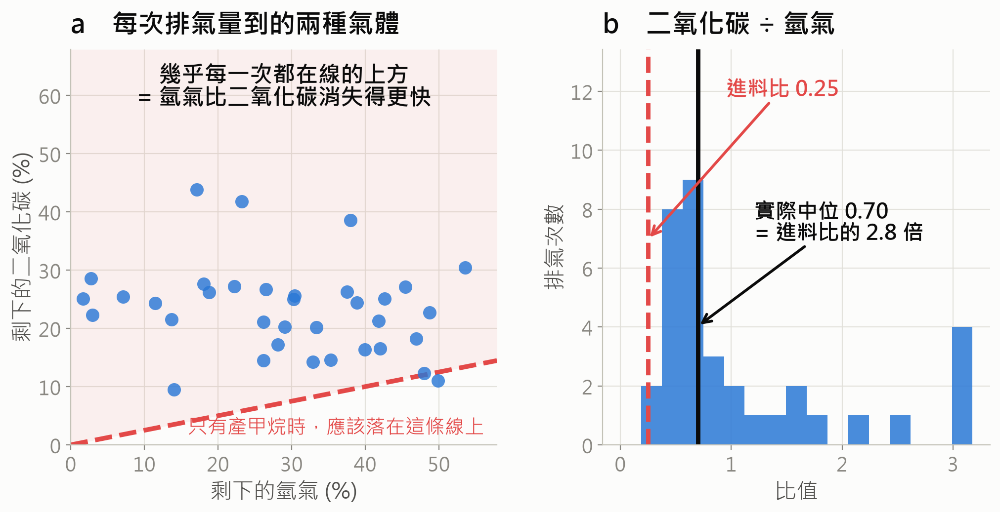 a 每次排氣量到的兩種氣體
幾乎每一次都在線的上方
= 氫氣比二氧化碳消失得更快
只有產甲烷時，應該落在這條線上
剩下的二氧化碳 (%)
60
50
40
30
20
10
0
0 10 20 30 40 50
剩下的氫氣 (%)
b 二氧化碳 ÷ 氫氣
進料比 0.25
實際中位 0.70
= 進料比的 2.8 倍
排氣次數
12
10
8
6
4
2
0
0 1 2 3
比值